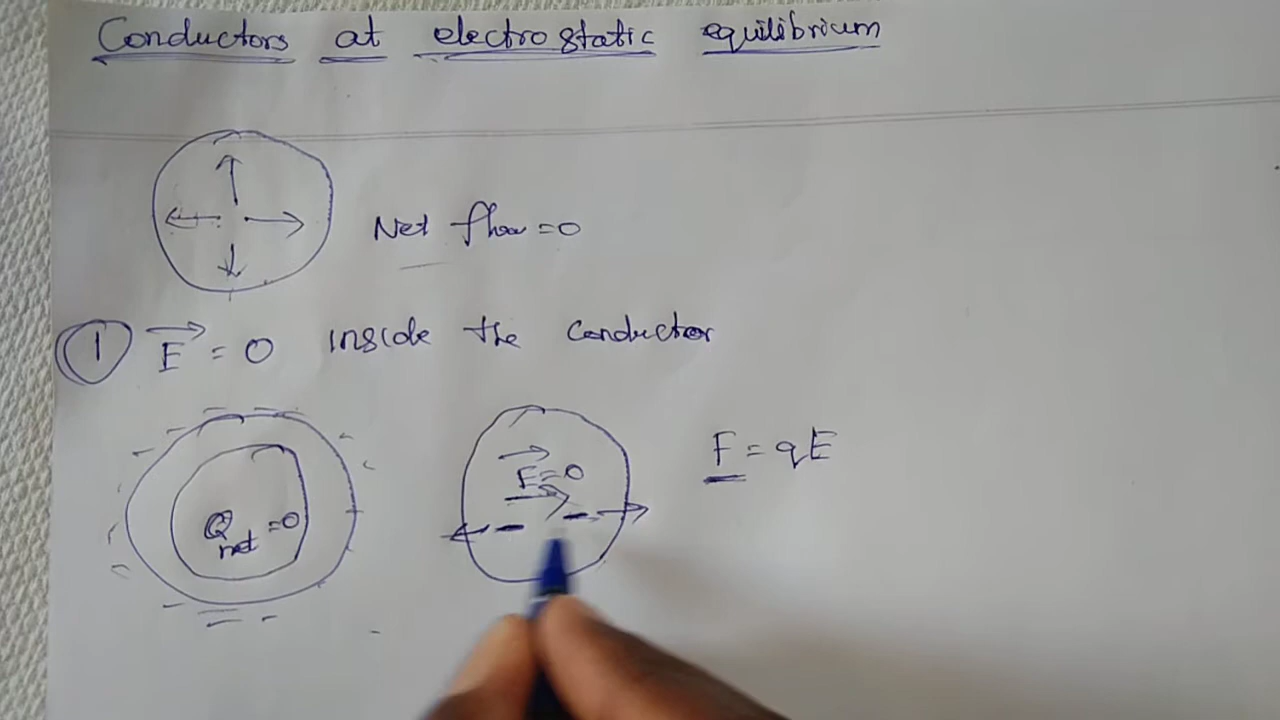 Conductors at electrostatic equilibrium
Net flow = 0
1 E = 0 inside the conductor
Q net = 0
E = 0
F = qE